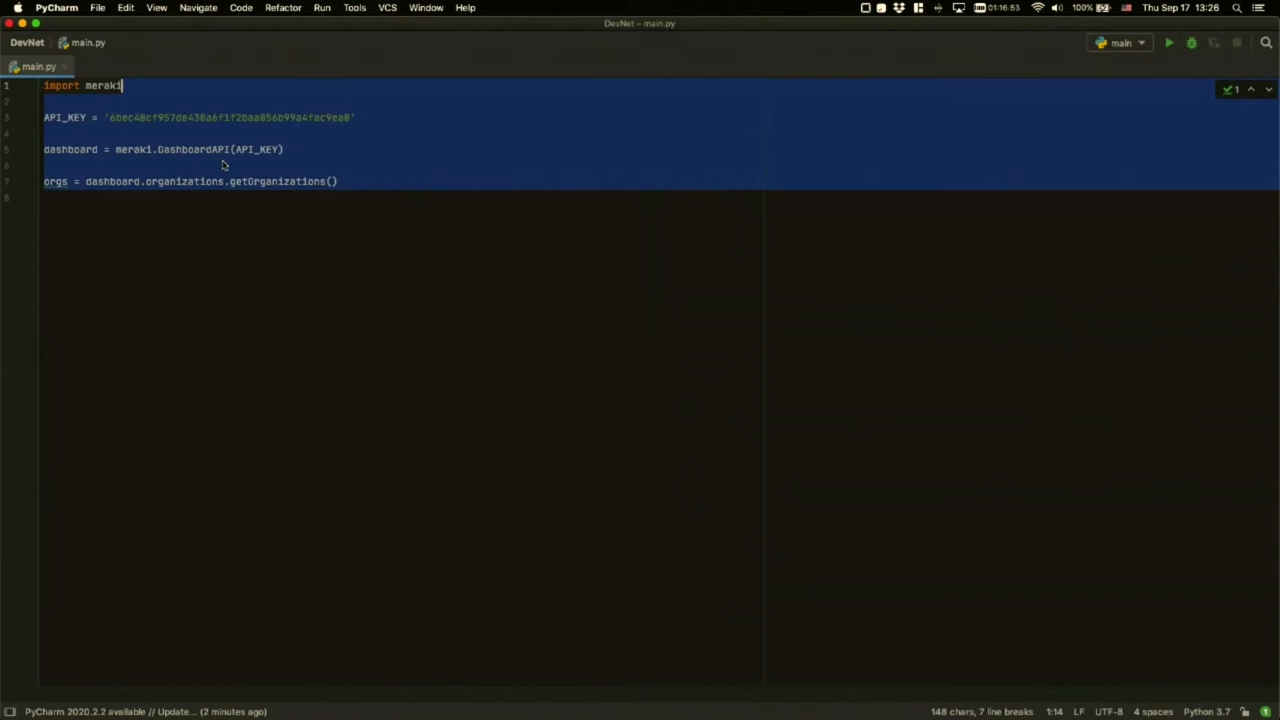 PyCharm File Edit View Navigate Code Refactor Run Tools VCS Window Help 01:16:53 100% Thu Sep 17 13:26
DevNet – main.py
DevNet main.py main
main.py
1 import meraki 1
2
3 API_KEY = '6bec40cf957de430a6f1f2baa056b99a4fac9ea0'
4
5 dashboard = meraki.DashboardAPI(API_KEY)
6
7 orgs = dashboard.organizations.getOrganizations()
8
PyCharm 2020.2.2 available // Update... (2 minutes ago) 148 chars, 7 line breaks 1:14 LF UTF-8 4 spaces Python 3.7 1